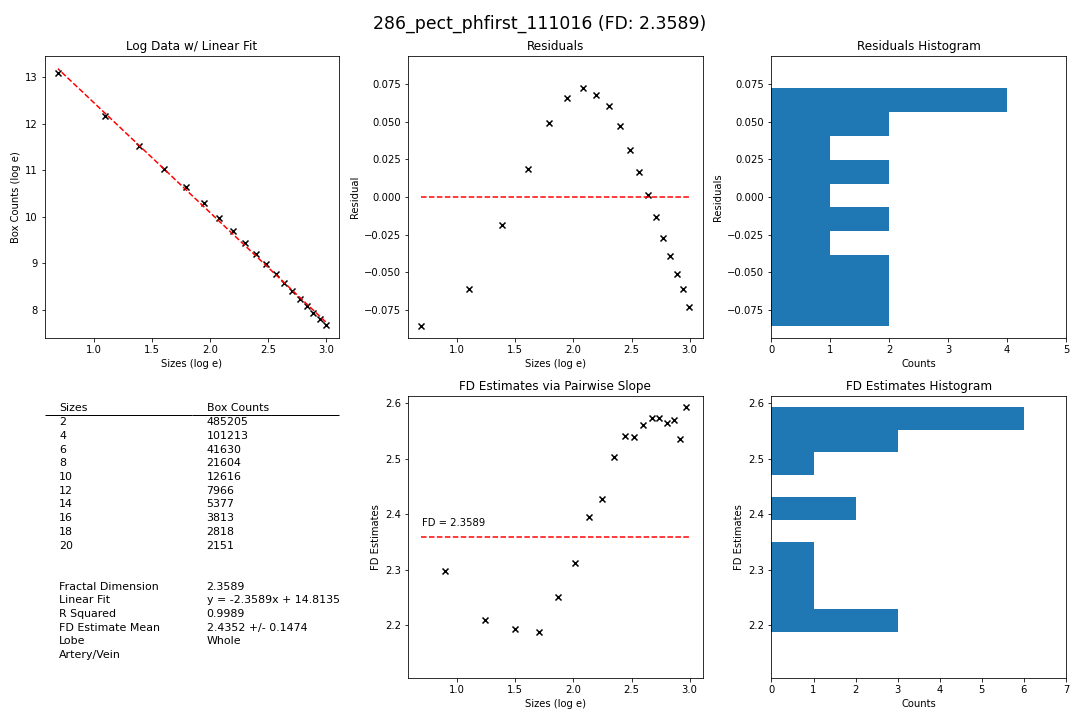 286_pect_phfirst_111016 (FD: 2.3589)
Log Data w/ Linear Fit
Box Counts (log e)
13
12
11
10
9
8
1.0 1.5 2.0 2.5 3.0
Sizes (log e)
Residuals
Residual
0.075
0.050
0.025
0.000
−0.025
−0.050
−0.075
1.0 1.5 2.0 2.5 3.0
Sizes (log e)
Residuals Histogram
Residuals
0.075
0.050
0.025
0.000
−0.025
−0.050
−0.075
0 1 2 3 4 5
Counts
Sizes Box Counts
2 485205
4 101213
6 41630
8 21604
10 12616
12 7966
14 5377
16 3813
18 2818
20 2151
Fractal Dimension 2.3589
Linear Fit y = -2.3589x + 14.8135
R Squared 0.9989
FD Estimate Mean 2.4352 +/- 0.1474
Lobe Whole
Artery/Vein
FD Estimates via Pairwise Slope
FD Estimates
2.6
2.5
2.4
2.3
2.2
FD = 2.3589
1.0 1.5 2.0 2.5 3.0
Sizes (log e)
FD Estimates Histogram
FD Estimates
2.6
2.5
2.4
2.3
2.2
0 1 2 3 4 5 6 7
Counts